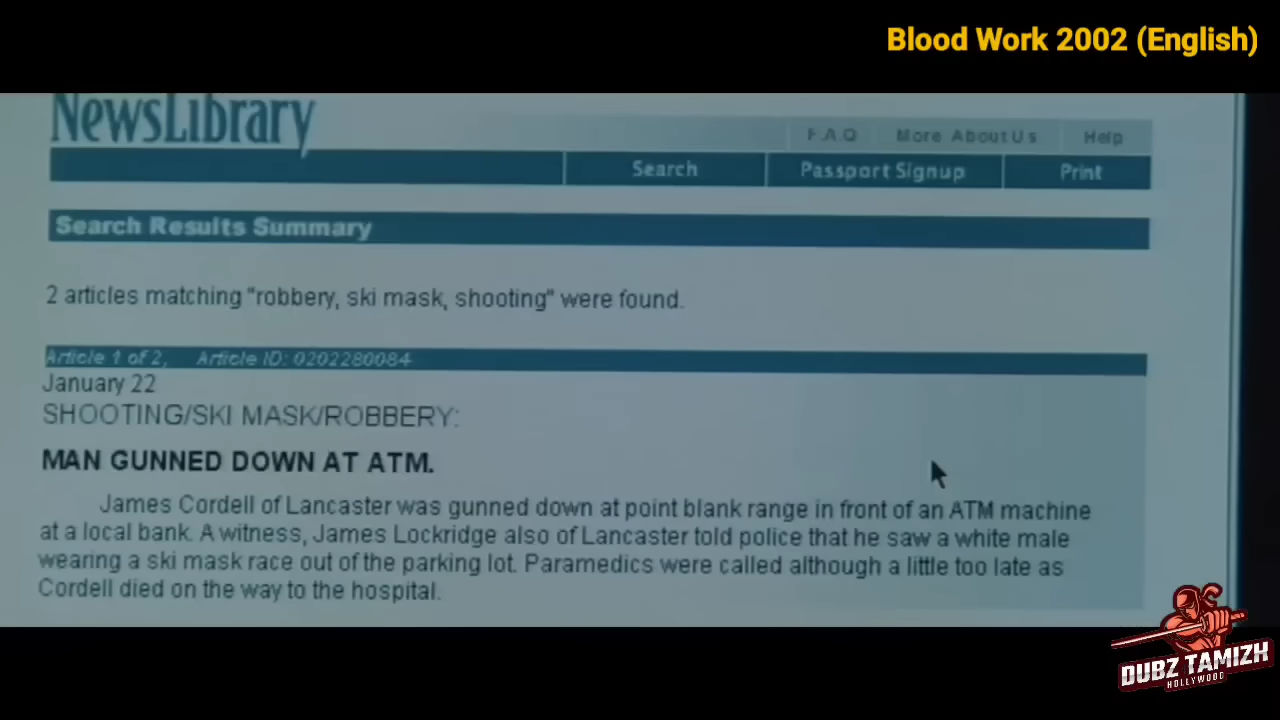 Blood Work 2002 (English)
NewsLibrary
F.A.Q More About Us Help
Search Passport Signup Print
Search Results Summary
2 articles matching "robbery, ski mask, shooting" were found.
Article 1 of 2, Article ID: 0202280084
January 22
SHOOTING/SKI MASK/ROBBERY:
MAN GUNNED DOWN AT ATM.
James Cordell of Lancaster was gunned down at point blank range in front of an ATM machine
at a local bank. A witness, James Lockridge also of Lancaster told police that he saw a white male
wearing a ski mask race out of the parking lot. Paramedics were called although a little too late as
Cordell died on the way to the hospital.
DUBZ TAMIZH
HOLLYWOOD